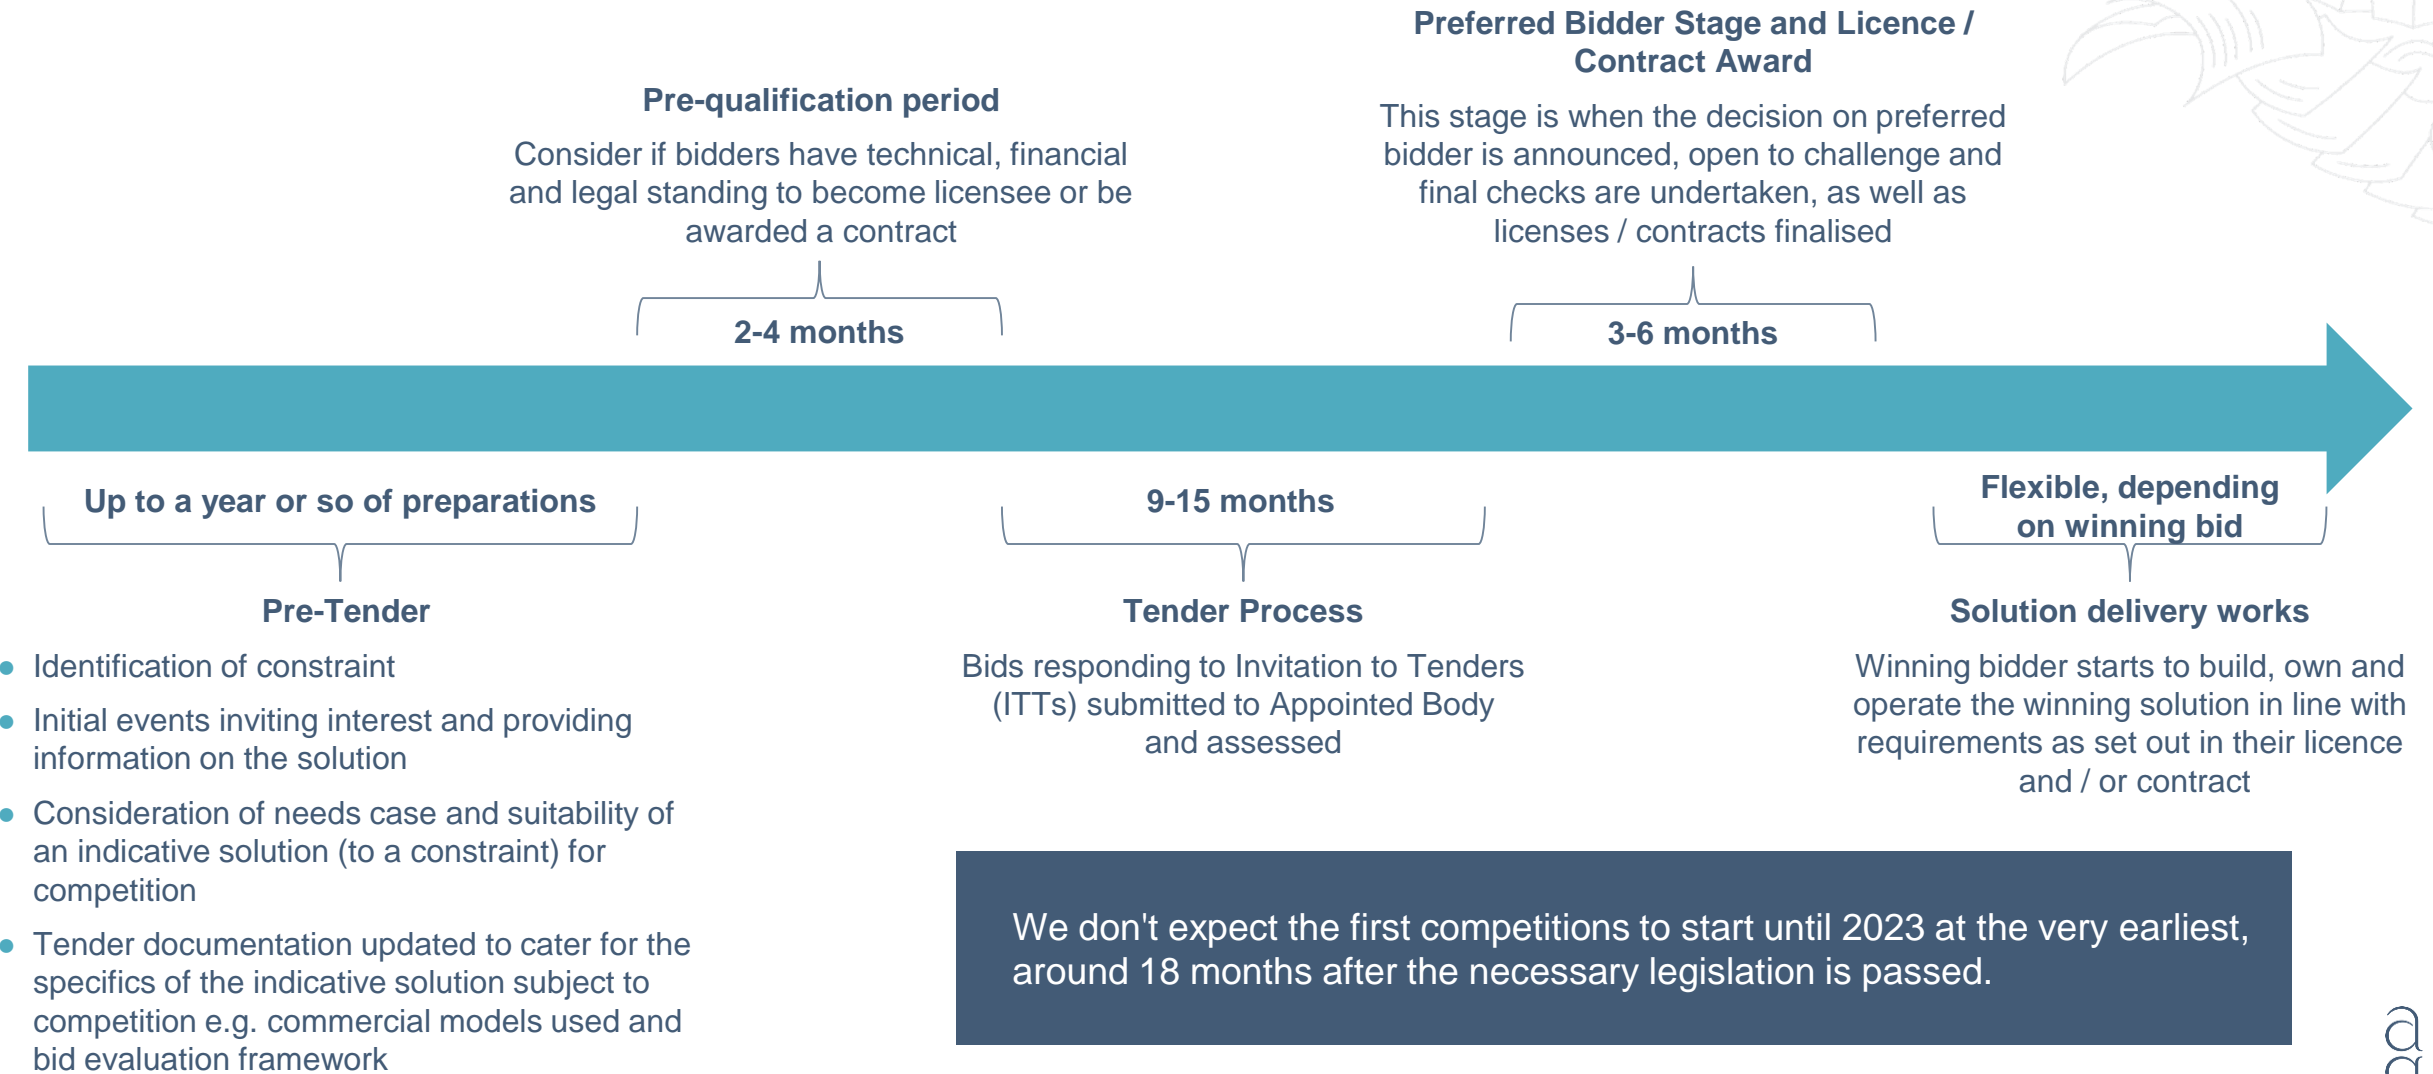 Preferred Bidder Stage and Licence /
Contract Award
This stage is when the decision on preferred
bidder is announced, open to challenge and
final checks are undertaken, as well as
licenses / contracts finalised
3-6 months
Pre-qualification period
Consider if bidders have technical, financial
and legal standing to become licensee or be
awarded a contract
2-4 months
Up to a year or so of preparations
Pre-Tender
● Identification of constraint
● Initial events inviting interest and providing
information on the solution
● Consideration of needs case and suitability of
an indicative solution (to a constraint) for
competition
● Tender documentation updated to cater for the
specifics of the indicative solution subject to
competition e.g. commercial models used and
bid evaluation framework
9-15 months
Tender Process
Bids responding to Invitation to Tenders
(ITTs) submitted to Appointed Body
and assessed
Flexible, depending
on winning bid
Solution delivery works
Winning bidder starts to build, own and
operate the winning solution in line with
requirements as set out in their licence
and / or contract
We don't expect the first competitions to start until 2023 at the very earliest,
around 18 months after the necessary legislation is passed.